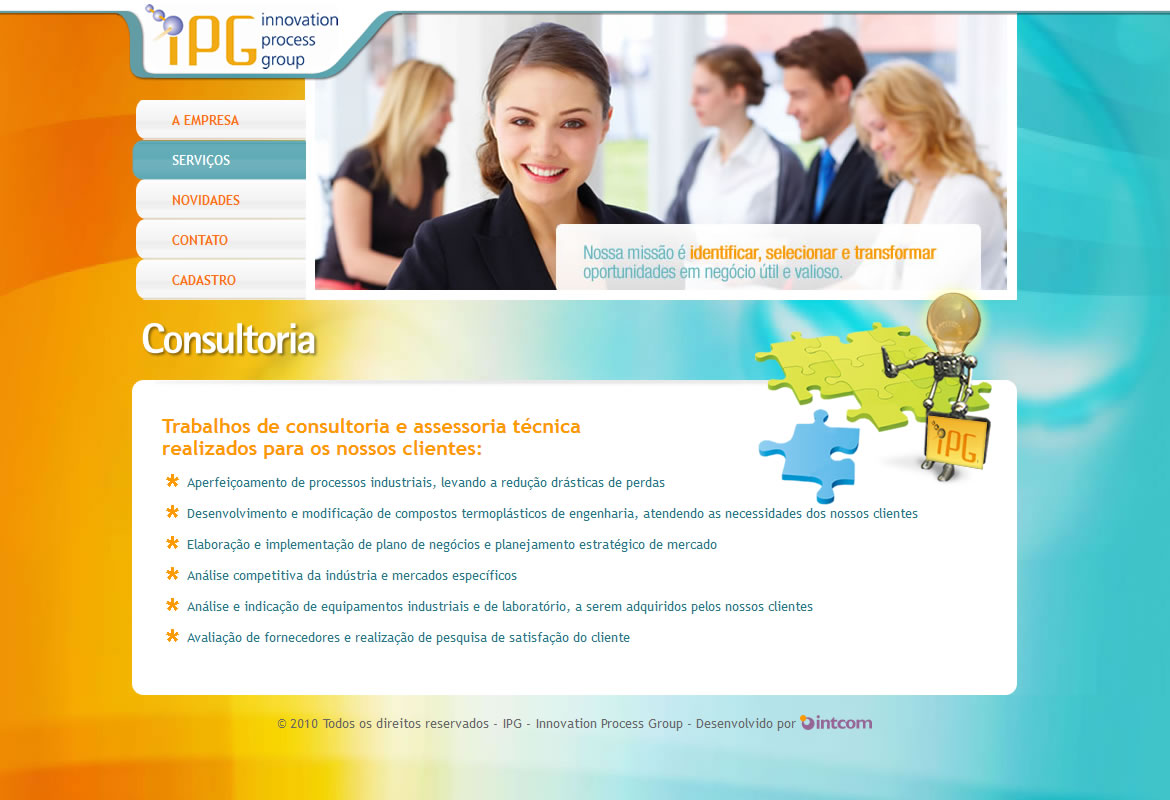 iPG innovation
process
group
A EMPRESA
SERVIÇOS
NOVIDADES
CONTATO
CADASTRO
Nossa missão é identificar, selecionar e transformar
oportunidades em negócio útil e valioso.
Consultoria
iPG
Trabalhos de consultoria e assessoria técnica
realizados para os nossos clientes:
* Aperfeiçoamento de processos industriais, levando a redução drásticas de perdas
* Desenvolvimento e modificação de compostos termoplásticos de engenharia, atendendo as necessidades dos nossos clientes
* Elaboração e implementação de plano de negócios e planejamento estratégico de mercado
* Análise competitiva da indústria e mercados específicos
* Análise e indicação de equipamentos industriais e de laboratório, a serem adquiridos pelos nossos clientes
* Avaliação de fornecedores e realização de pesquisa de satisfação do cliente
© 2010 Todos os direitos reservados - IPG - Innovation Process Group - Desenvolvido por intcom